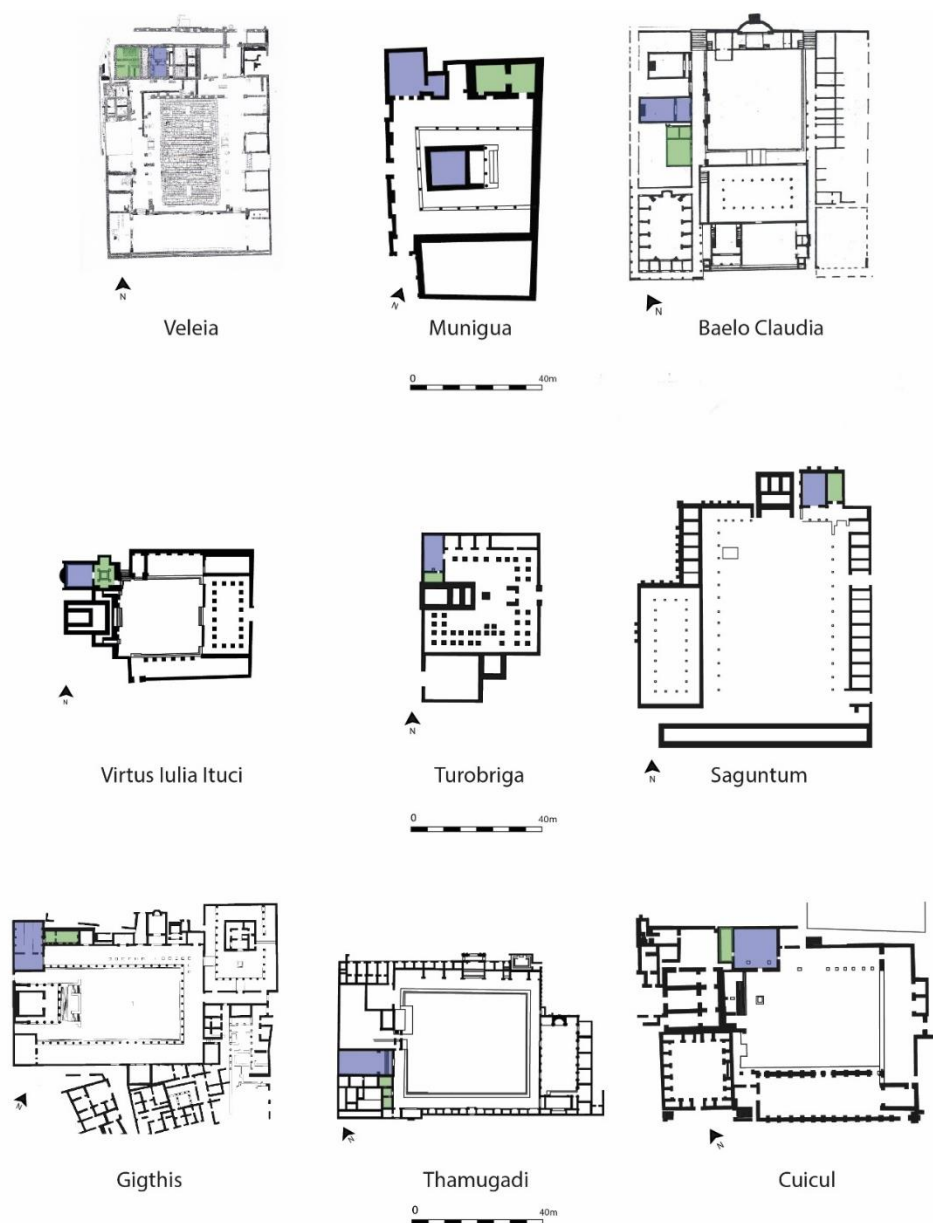 N
N
N
Veleia
Munigua
Baelo Claudia
0 40m
N
N
N
Virtus Iulia Ituci
Turobriga
Saguntum
0 40m
N
N
N
Gigthis
Thamugadi
Cuicul
0 40m